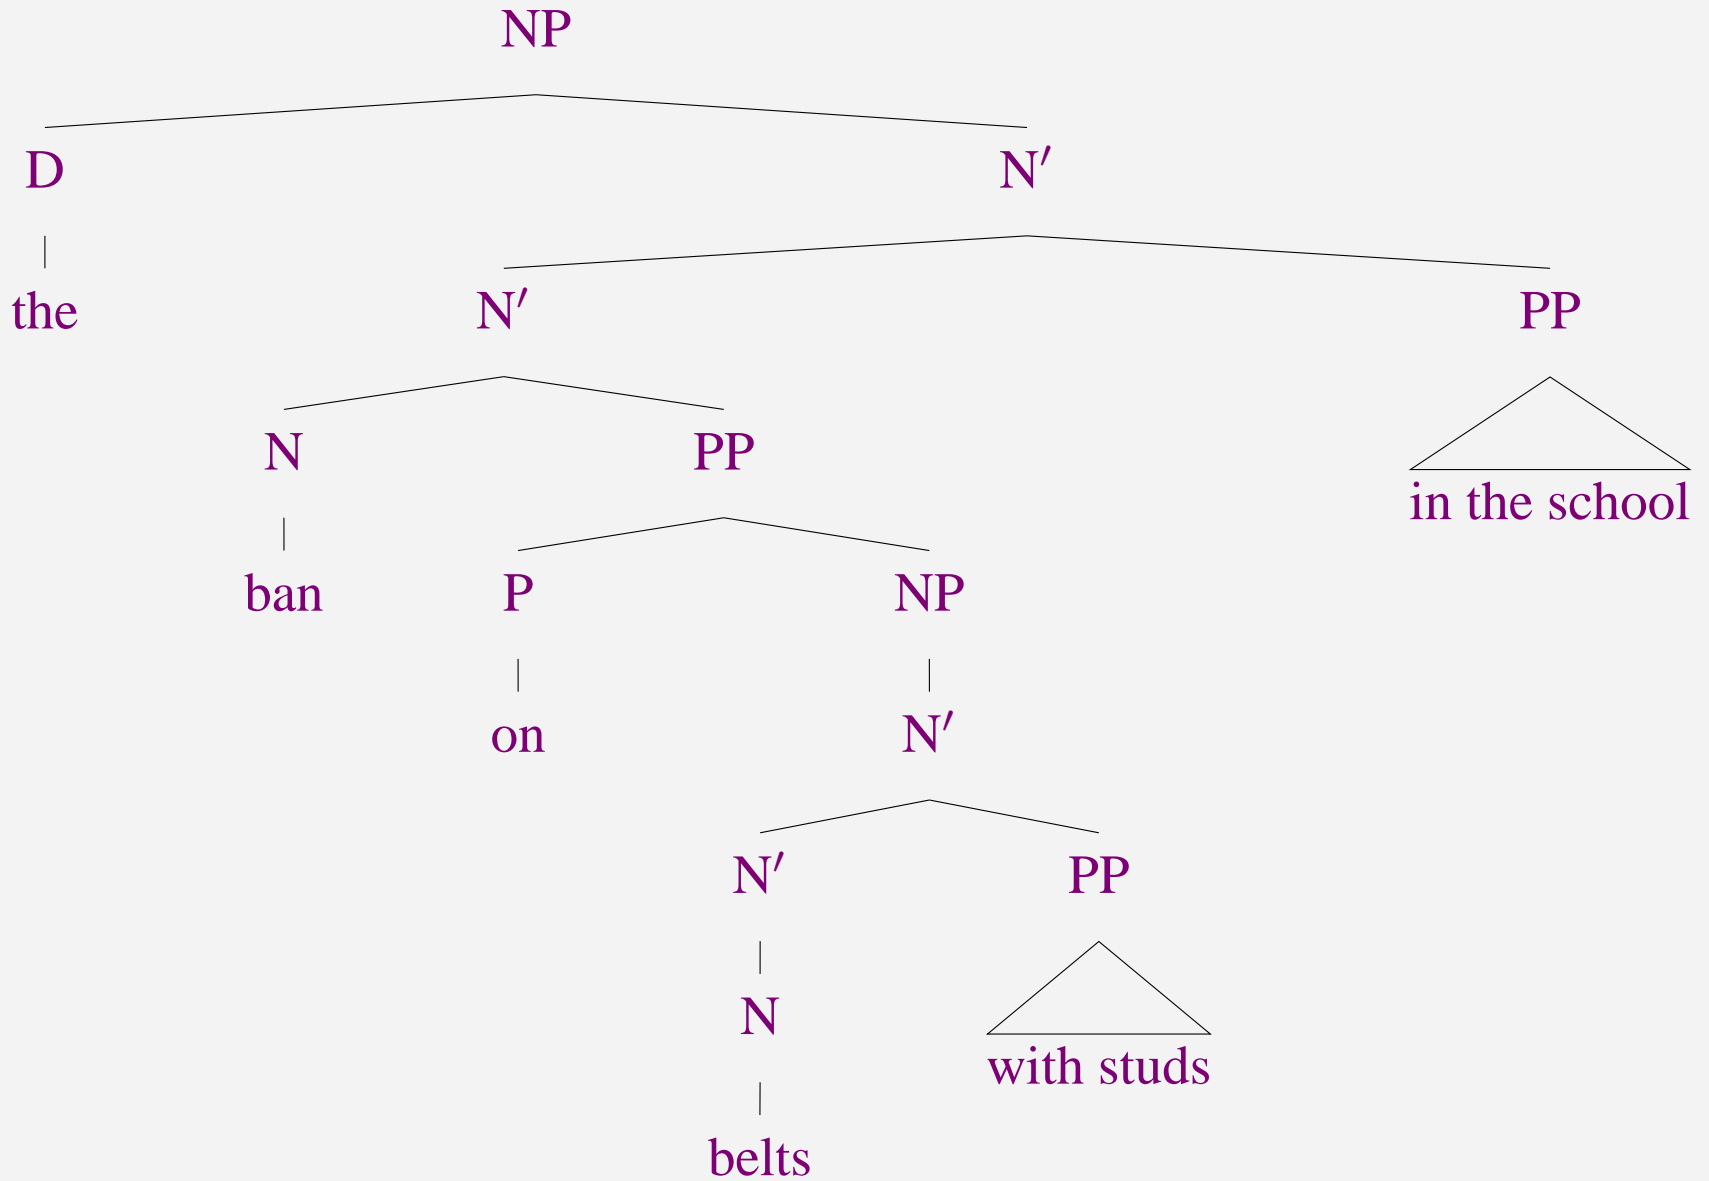 NP
D N′
the N′ PP
N PP
in the school
ban P NP
on N′
N′ PP
N
with studs
belts